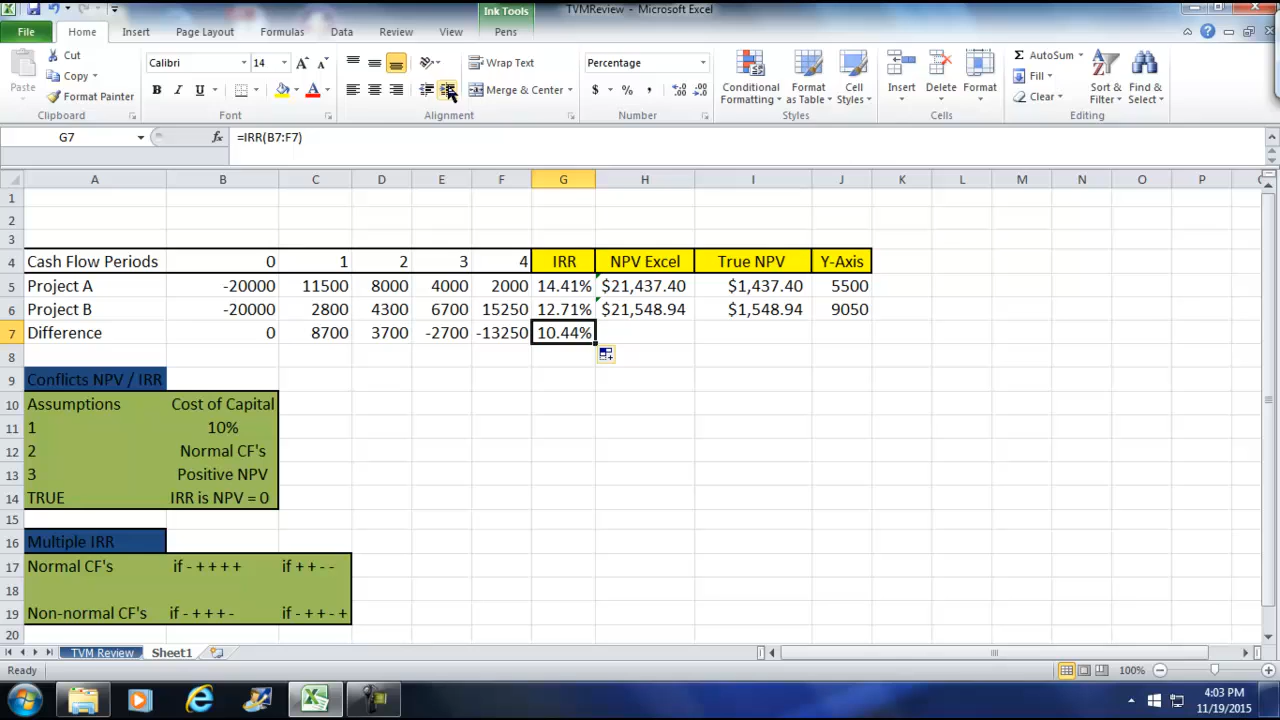 Ink Tools
TVMReview - Microsoft Excel
File Home Insert Page Layout Formulas Data Review View Pens
Paste
Cut
Copy
Format Painter
Clipboard
Calibri 14
B I U
Font
Wrap Text
Merge & Center
Alignment
Percentage
$ % ,
Number
Conditional Formatting
Format as Table
Cell Styles
Styles
Insert Delete Format
Cells
AutoSum
Fill
Clear
Sort & Filter
Find & Select
Editing
G7 fx =IRR(B7:F7)
A B C D E F G H I J K L M N O P
1
2
3
4 Cash Flow Periods 0 1 2 3 4 IRR NPV Excel True NPV Y-Axis
5 Project A -20000 11500 8000 4000 2000 14.41% $21,437.40 $1,437.40 5500
6 Project B -20000 2800 4300 6700 15250 12.71% $21,548.94 $1,548.94 9050
7 Difference 0 8700 3700 -2700 -13250 10.44%
8
9 Conflicts NPV / IRR
10 Assumptions Cost of Capital
11 1 10%
12 2 Normal CF's
13 3 Positive NPV
14 TRUE IRR is NPV = 0
15
16 Multiple IRR
17 Normal CF's if - + + + + if + + - -
18
19 Non-normal CF's if - + + + - if - + + - +
20
TVM Review Sheet1
Ready 100%
4:03 PM
11/19/2015